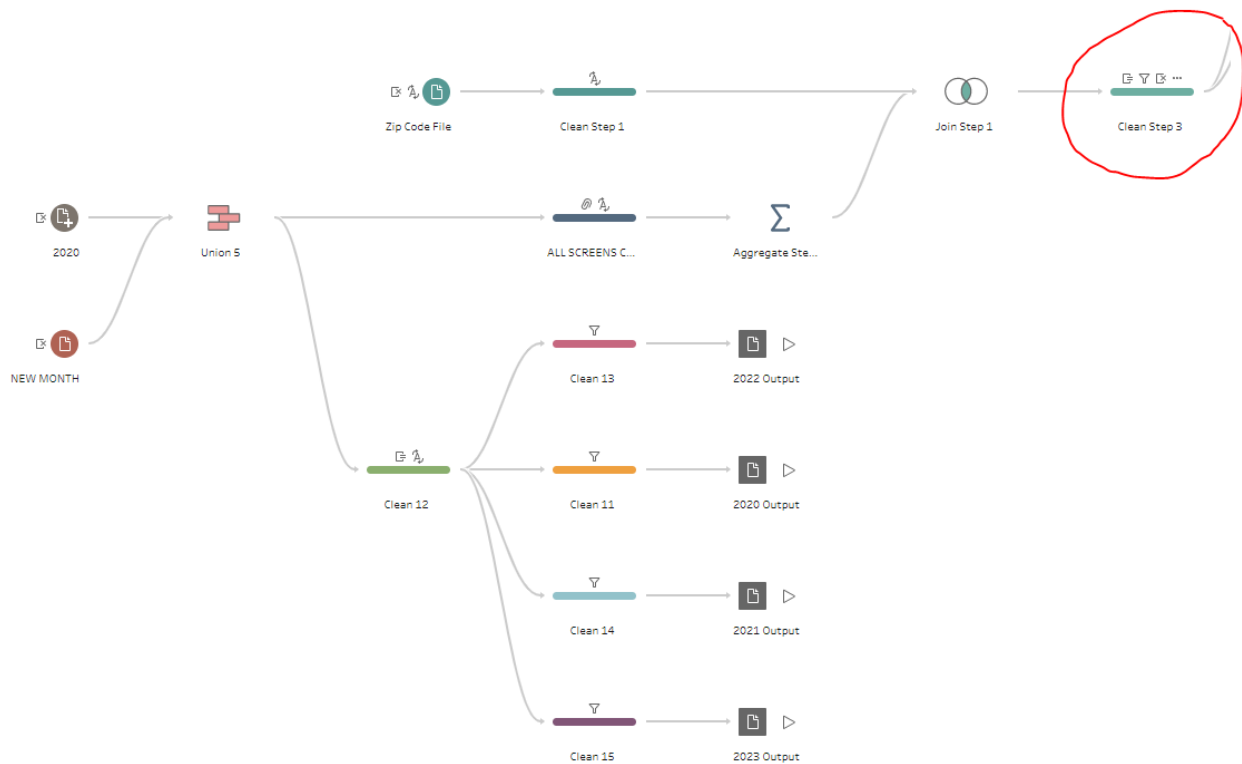 Zip Code File
Clean Step 1
Join Step 1
Clean Step 3
2020
Union 5
ALL SCREENS C...
Aggregate Ste...
NEW MONTH
Clean 13
2022 Output
Clean 12
Clean 11
2020 Output
Clean 14
2021 Output
Clean 15
2023 Output